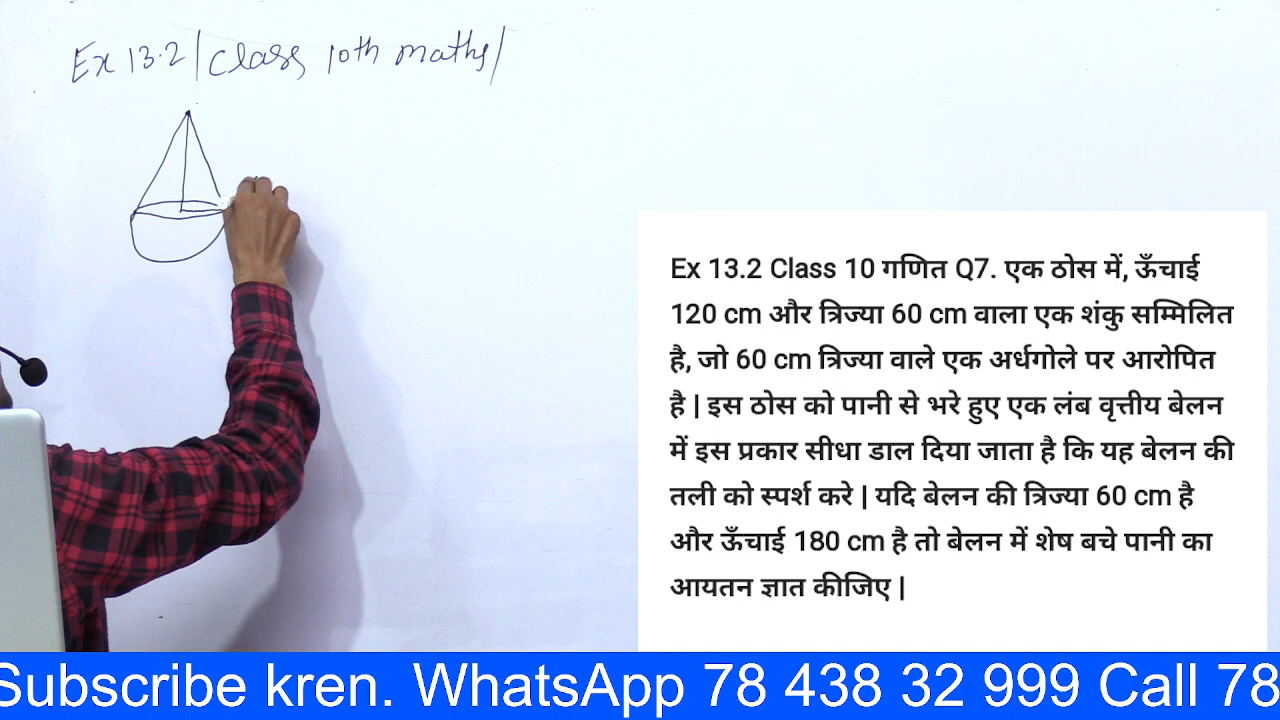 Ex 13.2 | Class 10th maths |
Ex 13.2 Class 10 गणित Q7. एक ठोस में, ऊँचाई
120 cm और त्रिज्या 60 cm वाला एक शंकु सम्मिलित
है, जो 60 cm त्रिज्या वाले एक अर्धगोले पर आरोपित
है | इस ठोस को पानी से भरे हुए एक लंब वृत्तीय बेलन
में इस प्रकार सीधा डाल दिया जाता है कि यह बेलन की
तली को स्पर्श करे | यदि बेलन की त्रिज्या 60 cm है
और ऊँचाई 180 cm है तो बेलन में शेष बचे पानी का
आयतन ज्ञात कीजिए |
Subscribe kren. WhatsApp 78 438 32 999 Call 78